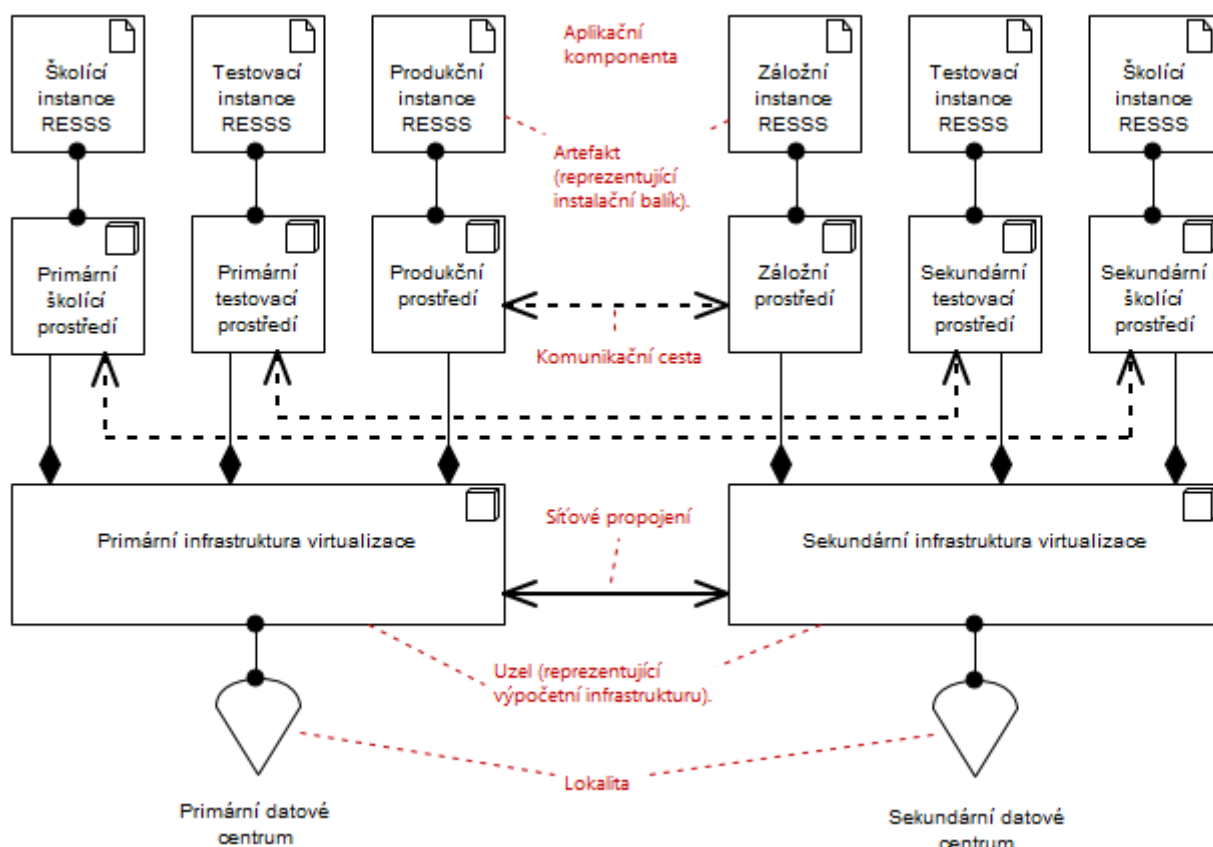 Školící
instance
RESSS
Testovací
instance
RESSS
Produkční
instance
RESSS
Aplikační
komponenta
Záložní
instance
RESSS
Testovací
instance
RESSS
Školící
instance
RESSS
Artefakt
(reprezentující
instalační balík).
Primární
školící
prostředí
Primární
testovací
prostředí
Produkční
prostředí
Záložní
prostředí
Sekundární
testovací
prostředí
Sekundární
školící
prostředí
Komunikační cesta
Primární infrastruktura virtualizace
Síťové propojení
Sekundární infrastruktura virtualizace
Uzel (reprezentující
výpočetní infrastrukturu).
Lokalita
Primární datové
centrum
Sekundární datové
centrum